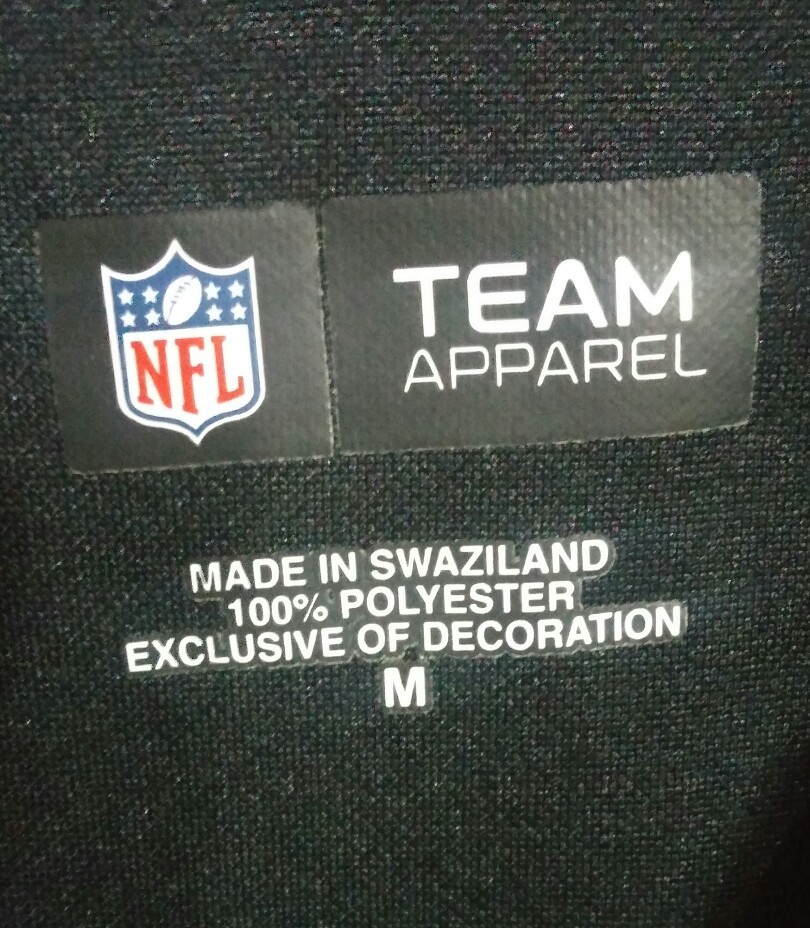 NFL
TEAM
APPAREL
MADE IN SWAZILAND
100% POLYESTER
EXCLUSIVE OF DECORATION
M